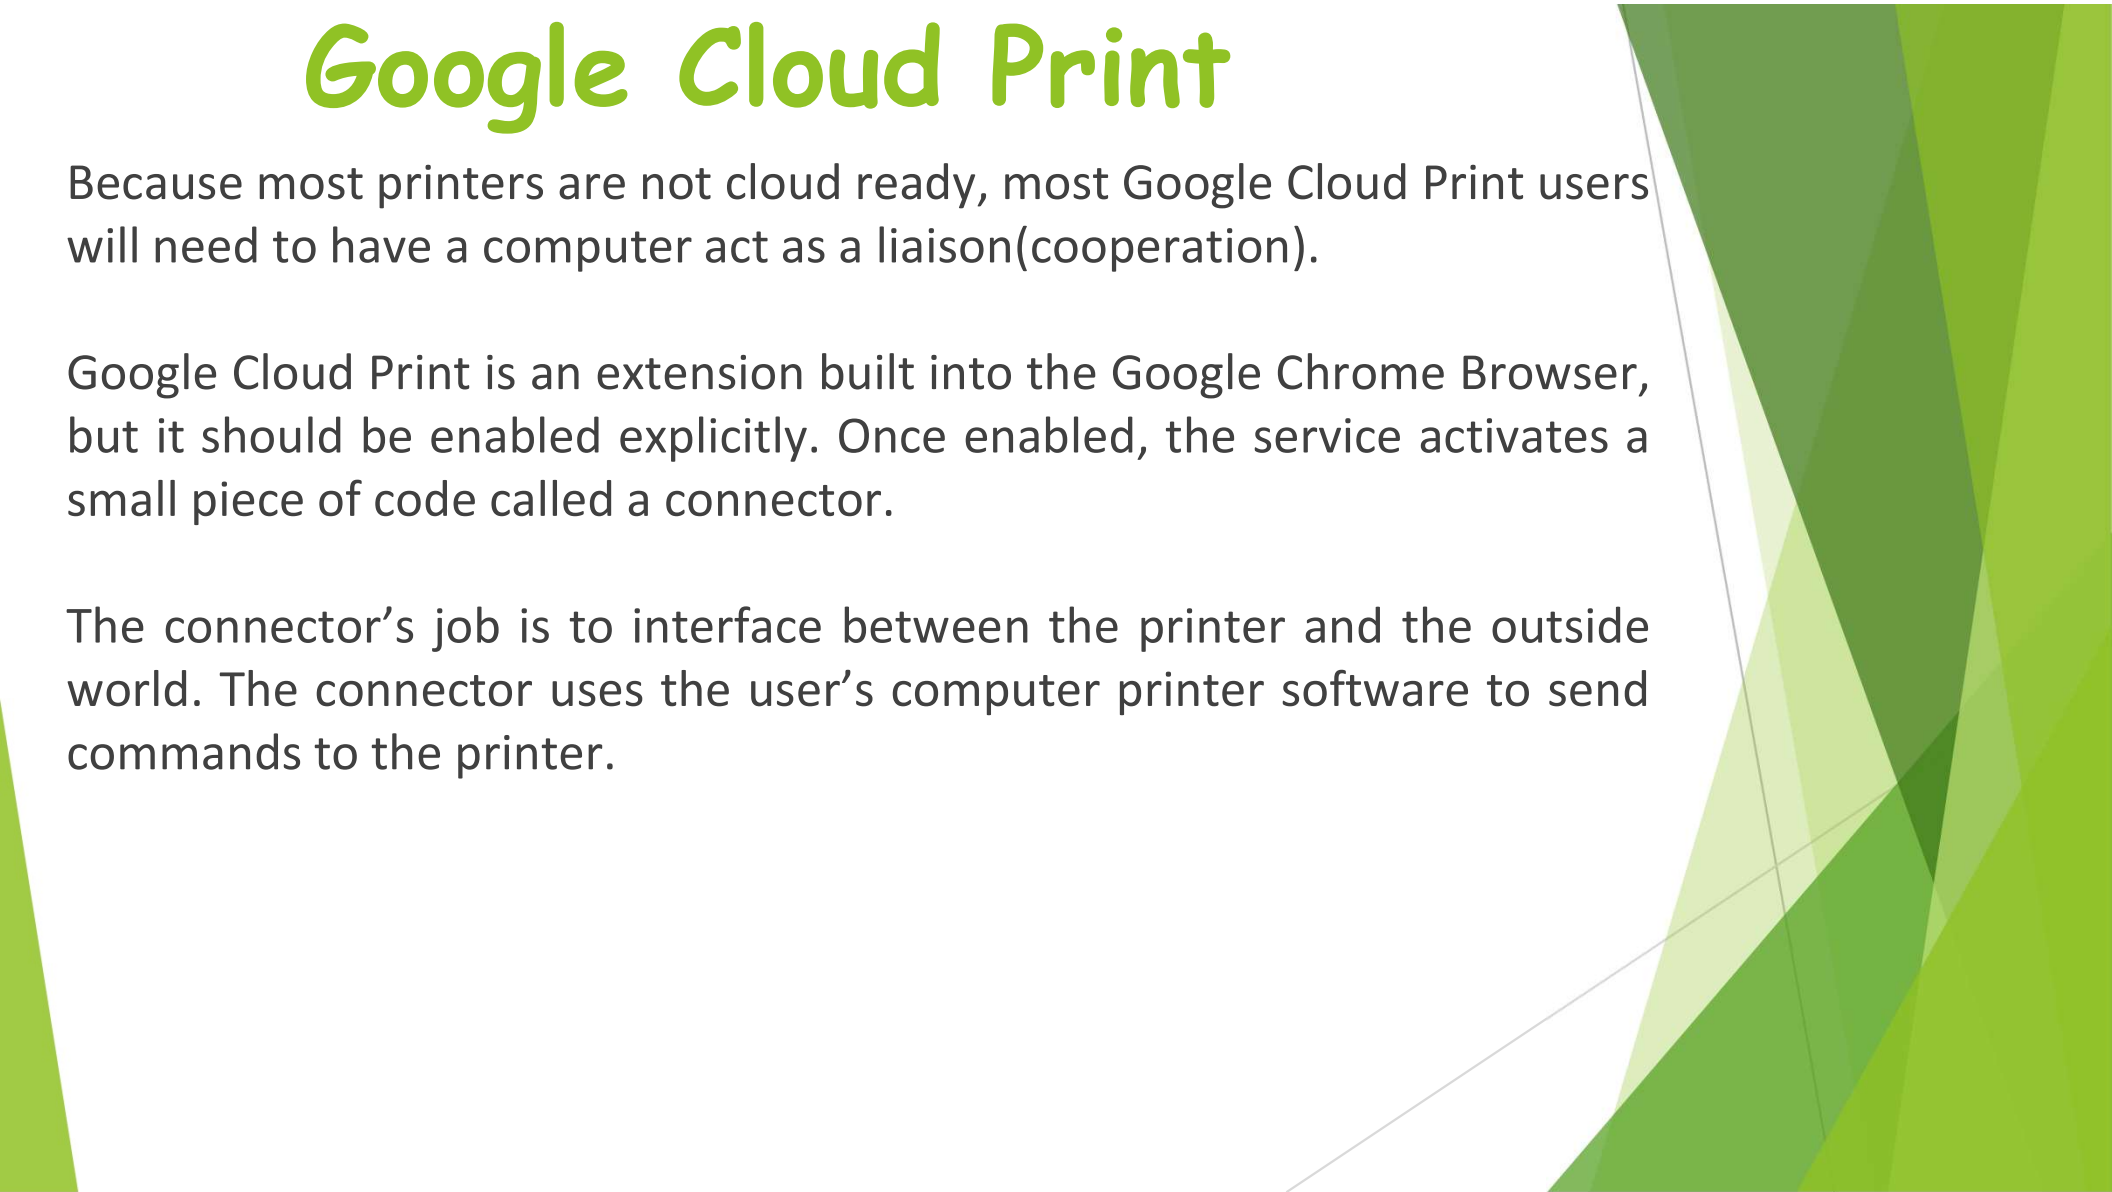 Google Cloud Print
Because most printers are not cloud ready, most Google Cloud Print users
will need to have a computer act as a liaison(cooperation).
Google Cloud Print is an extension built into the Google Chrome Browser,
but it should be enabled explicitly. Once enabled, the service activates a
small piece of code called a connector.
The connector’s job is to interface between the printer and the outside
world. The connector uses the user’s computer printer software to send
commands to the printer.